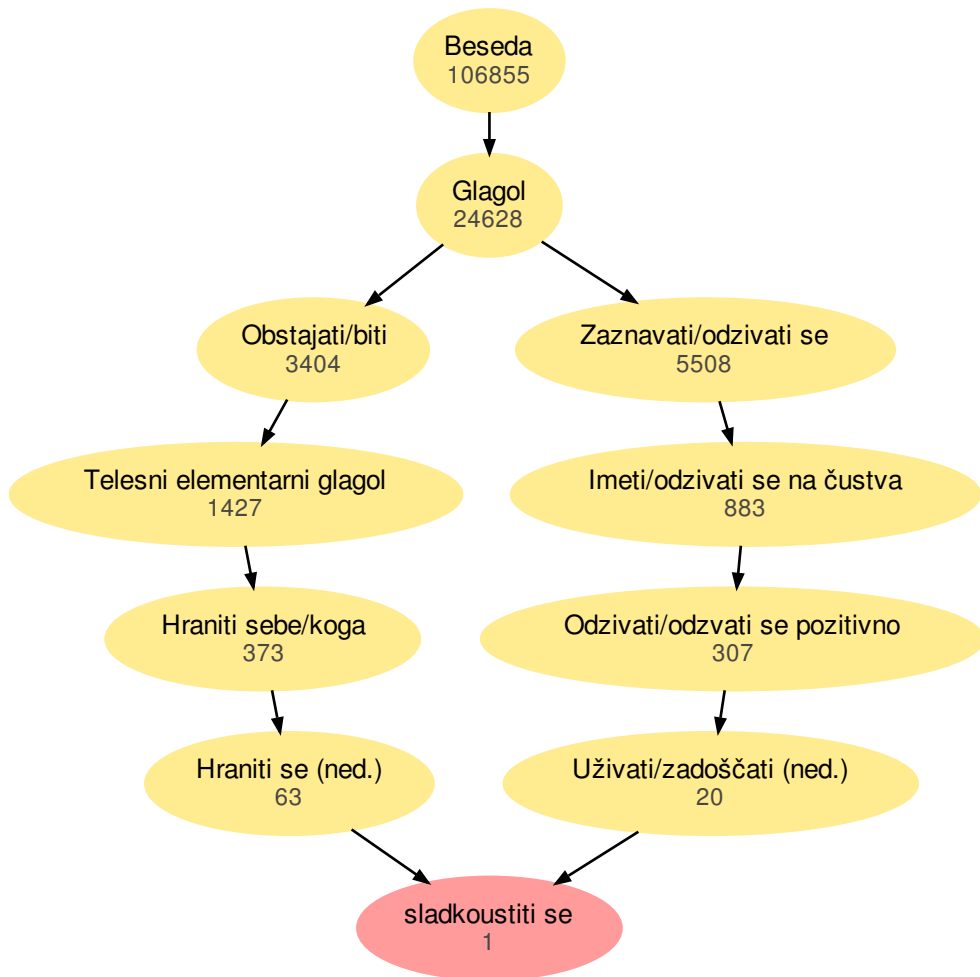 Beseda
106855
Glagol
24628
Obstajati/biti
3404
Zaznavati/odzivati se
5508
Telesni elementarni glagol
1427
Imeti/odzivati se na čustva
883
Hraniti sebe/koga
373
Odzivati/odzvati se pozitivno
307
Hraniti se (ned.)
63
Uživati/zadoščati (ned.)
20
sladkoustiti se
1